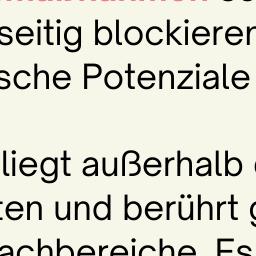 seitig blockieren
sche Potenziale
liegt außerhalb
ten und berührt g
achbereiche. Es